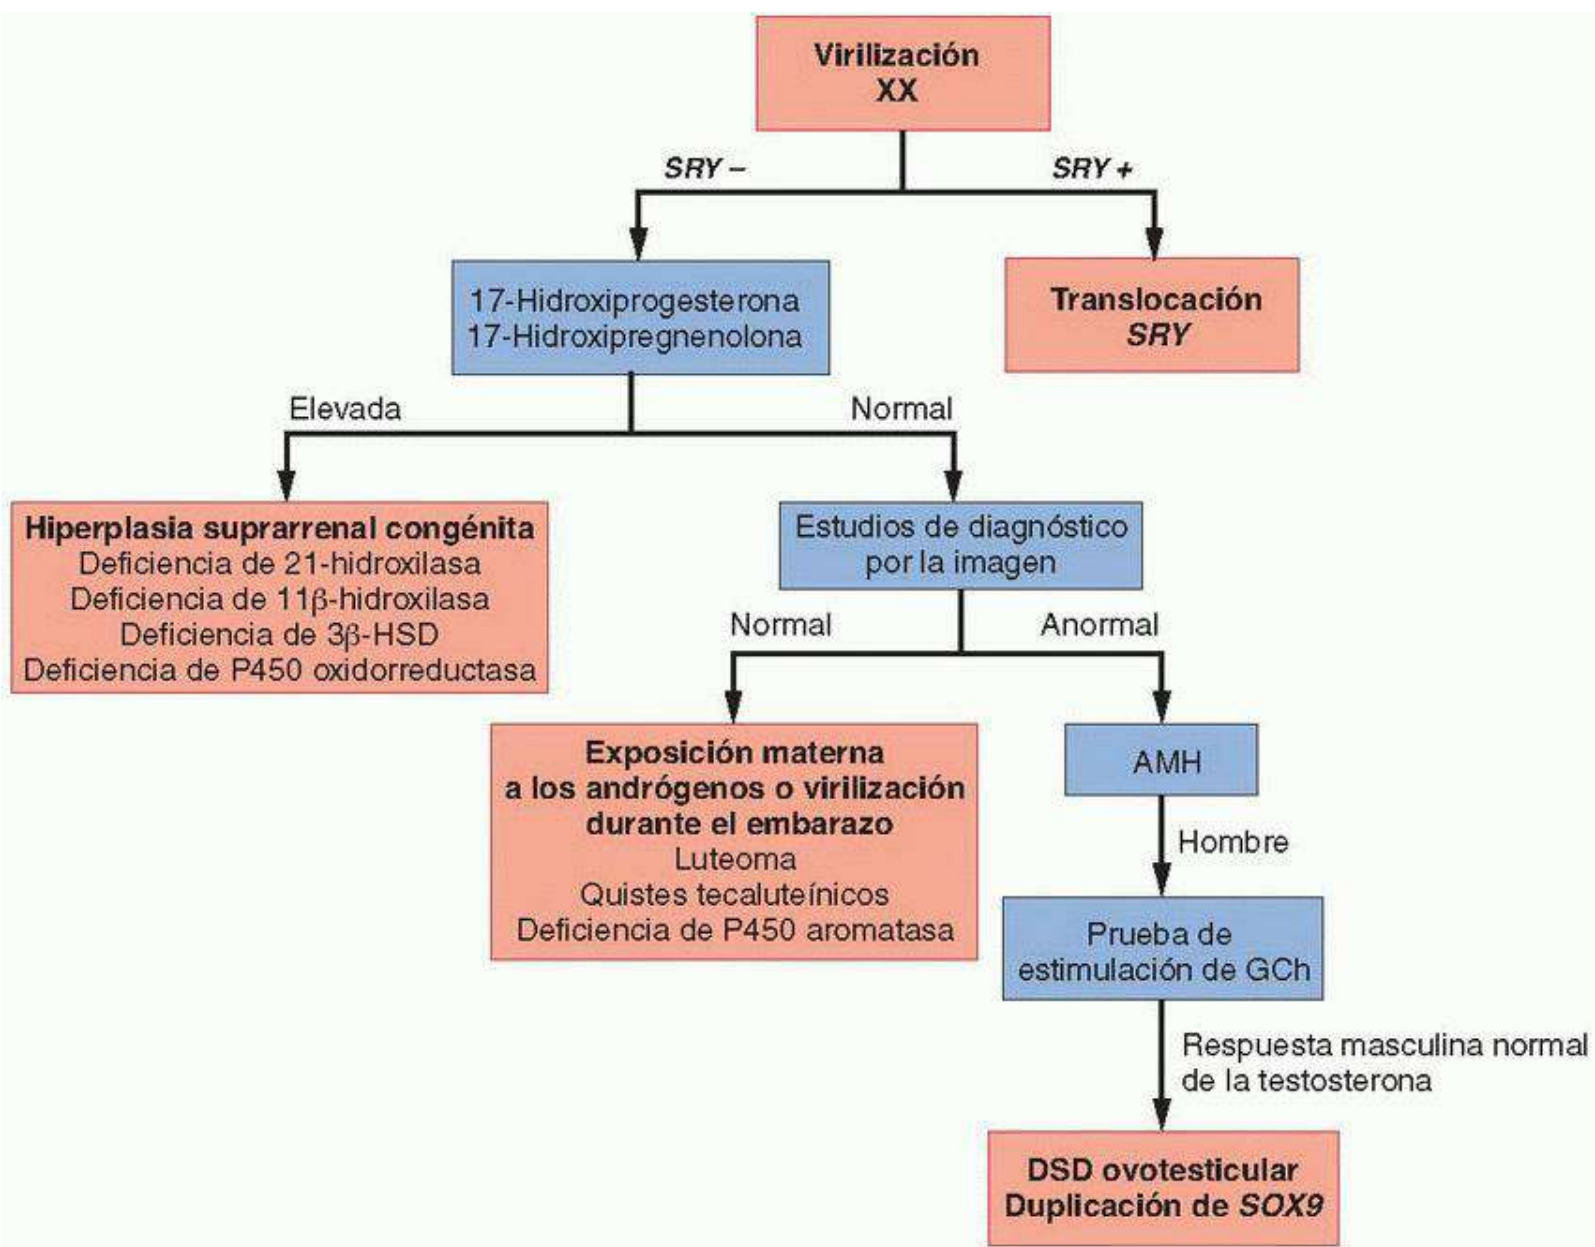 Virilización
XX
SRY –
SRY +
17-Hidroxiprogesterona
17-Hidroxipregnenolona
Translocación
SRY
Elevada
Normal
Hiperplasia suprarrenal congénita
Deficiencia de 21-hidroxilasa
Deficiencia de 11β-hidroxilasa
Deficiencia de 3β-HSD
Deficiencia de P450 oxidorreductasa
Estudios de diagnóstico
por la imagen
Normal
Anormal
Exposición materna
a los andrógenos o virilización
durante el embarazo
Luteoma
Quistes tecaluteínicos
Deficiencia de P450 aromatasa
AMH
Hombre
Prueba de
estimulación de GCh
Respuesta masculina normal
de la testosterona
DSD ovotesticular
Duplicación de SOX9